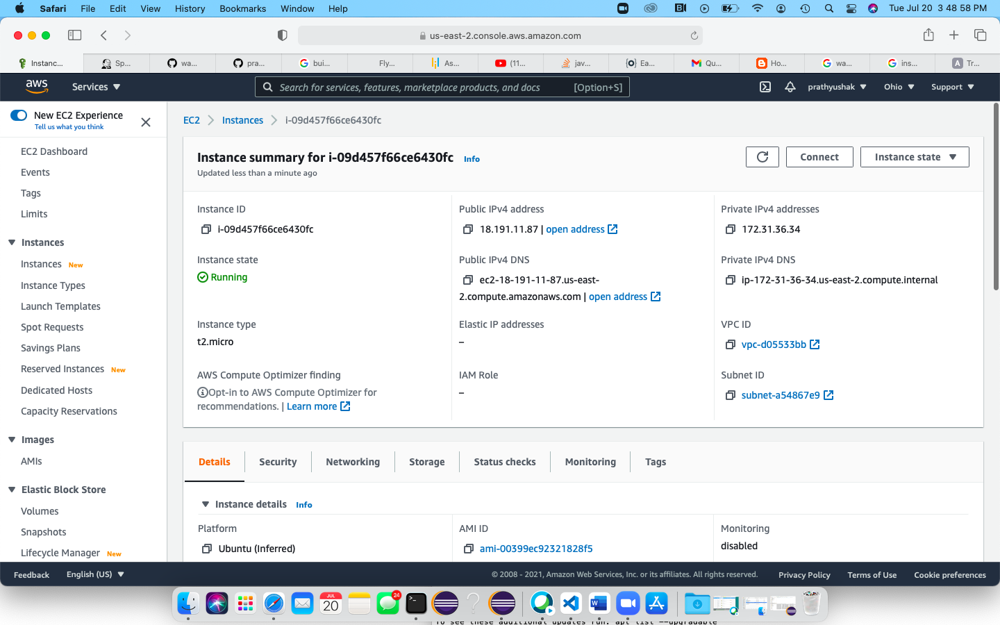 Safari File Edit View History Bookmarks Window Help Tue Jul 20 3 48 58 PM
us-east-2.console.aws.amazon.com
Instanc... Sp... wa... pra... bui... Fly... As... (11... jav... Ea... Qu... Ho... wa... ins... Tr...
aws Services Search for services, features, marketplace products, and docs [Option+S] prathyushak Ohio Support
New EC2 Experience
Tell us what you think
EC2 Dashboard
Events
Tags
Limits
Instances
Instances New
Instance Types
Launch Templates
Spot Requests
Savings Plans
Reserved Instances New
Dedicated Hosts
Capacity Reservations
Images
AMIs
Elastic Block Store
Volumes
Snapshots
Lifecycle Manager New
EC2 Instances i-09d457f66ce6430fc
Instance summary for i-09d457f66ce6430fc Info
Updated less than a minute ago
Connect
Instance state
Instance ID
i-09d457f66ce6430fc
Public IPv4 address
18.191.11.87 | open address
Private IPv4 addresses
172.31.36.34
Instance state
Running
Public IPv4 DNS
ec2-18-191-11-87.us-east-
2.compute.amazonaws.com | open address
Private IPv4 DNS
ip-172-31-36-34.us-east-2.compute.internal
Instance type
t2.micro
Elastic IP addresses
–
VPC ID
vpc-d05533bb
AWS Compute Optimizer finding
Opt-in to AWS Compute Optimizer for
recommendations. | Learn more
IAM Role
–
Subnet ID
subnet-a54867e9
Details Security Networking Storage Status checks Monitoring Tags
Instance details Info
Platform
Ubuntu (Inferred)
AMI ID
ami-00399ec92321828f5
Monitoring
disabled
Feedback English (US) © 2008 - 2021, Amazon Web Services, Inc. or its affiliates. All rights reserved. Privacy Policy Terms of Use Cookie preferences
JUL
20
24
To see these additional updates run: apt list --upgradable